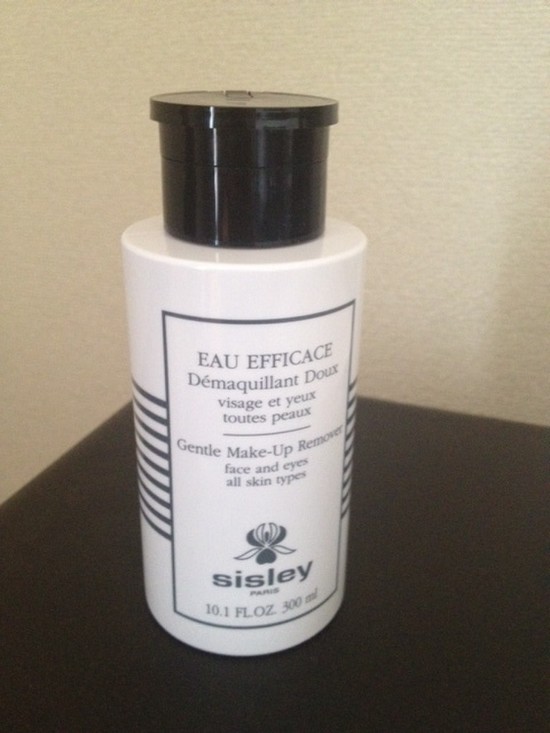 EAU EFFICACE
Démaquillant Doux
visage et yeux
toutes peaux
Gentle Make-Up Remover
face and eyes
all skin types
sisley
PARIS
10.1 FL.OZ. 300 ml